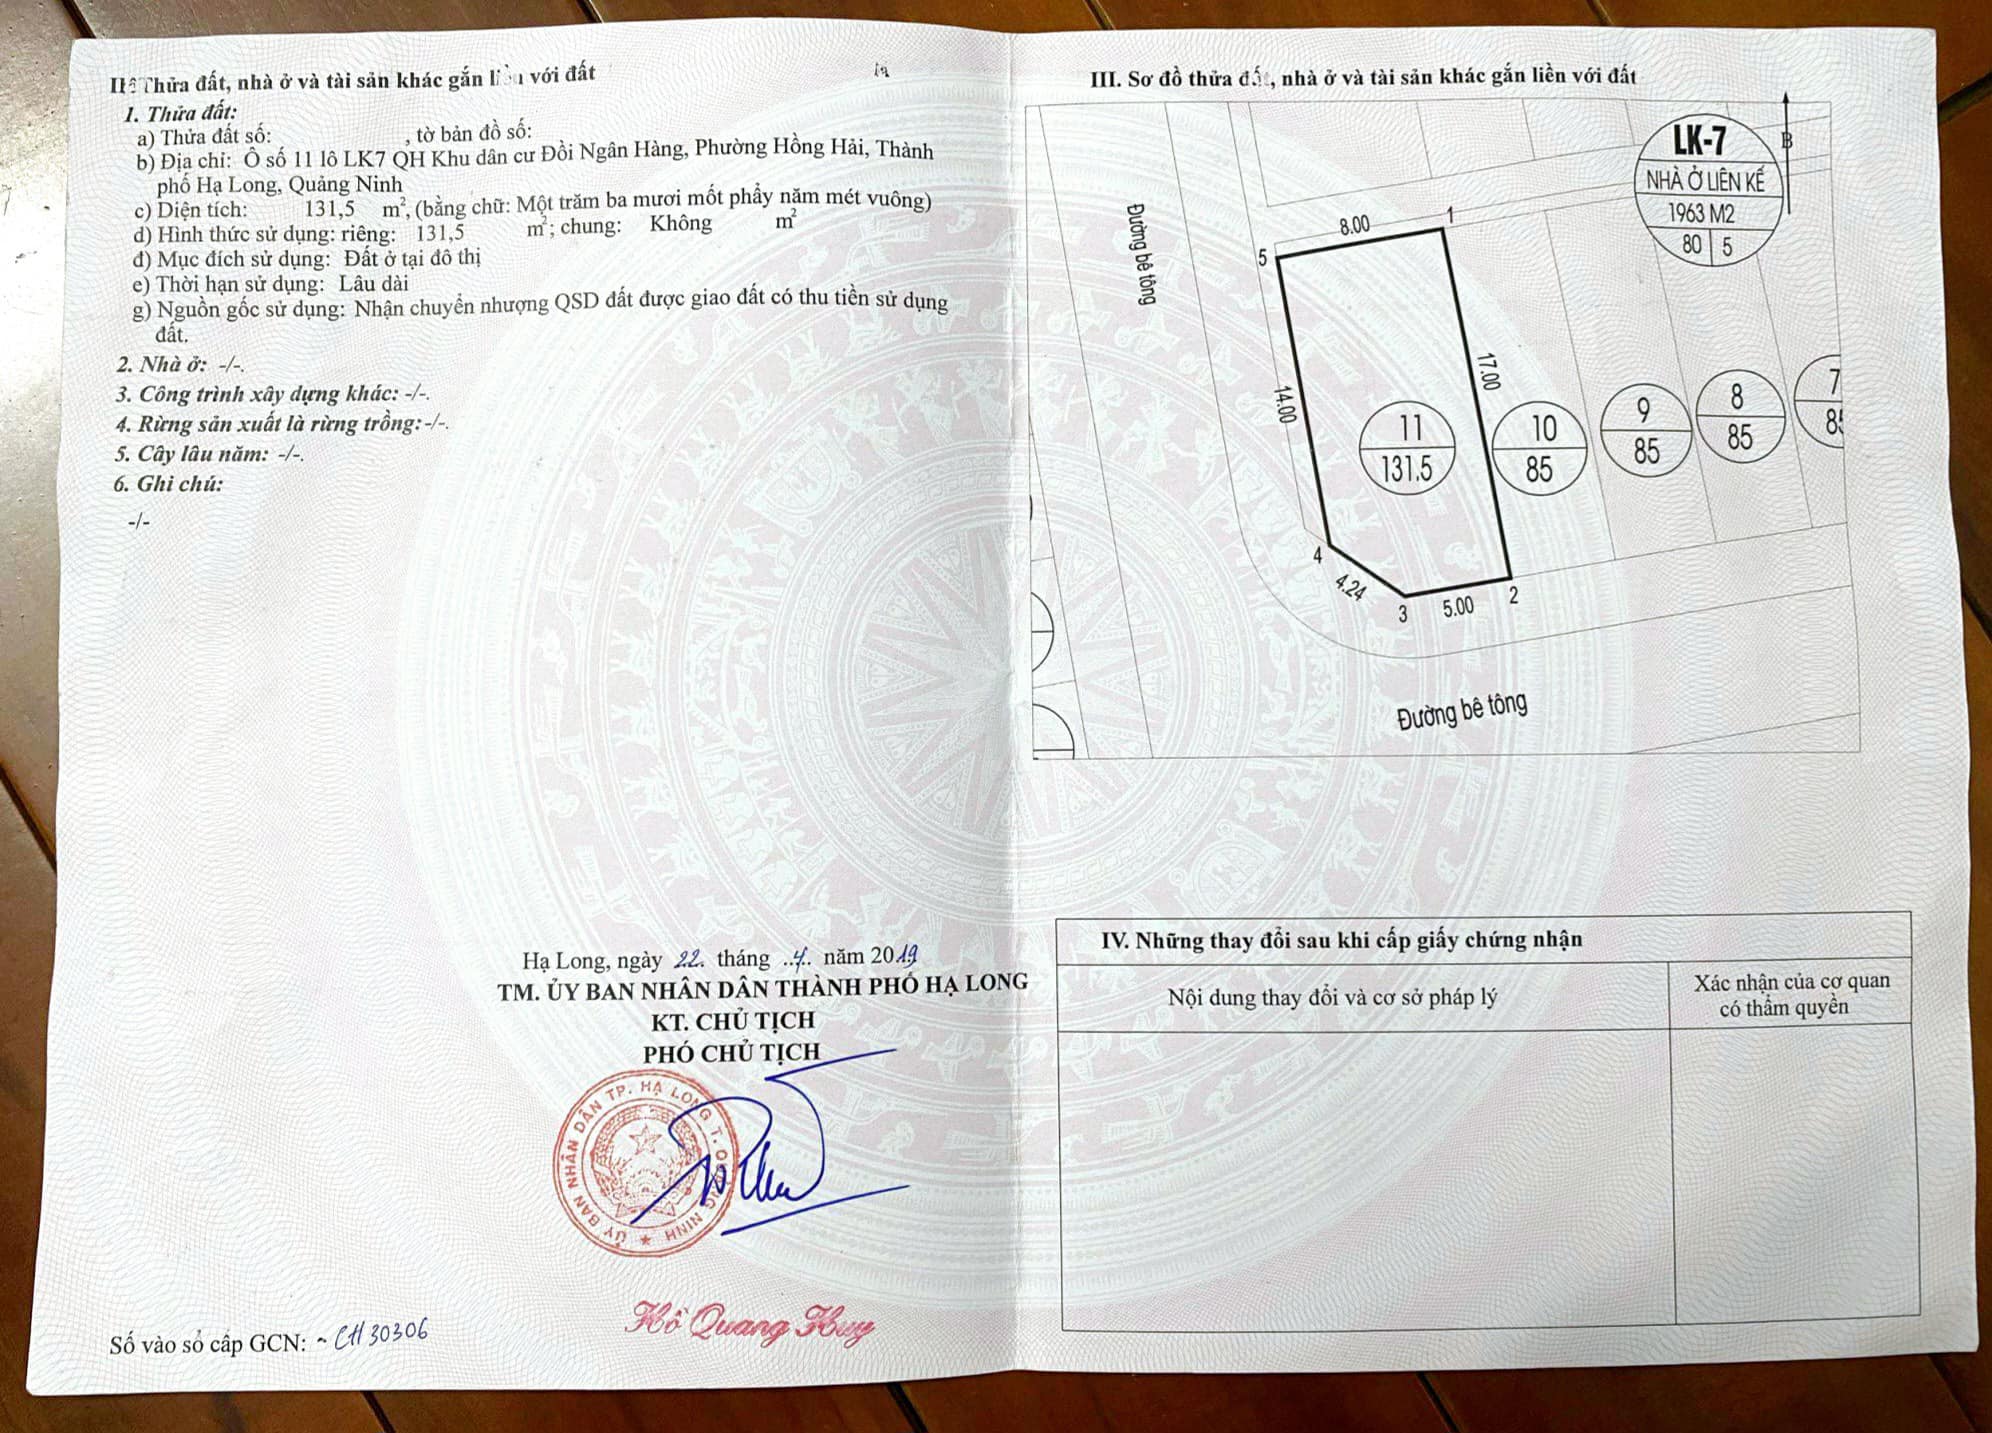 II. Thửa đất, nhà ở và tài sản khác gắn liền với đất
1. Thửa đất:
a) Thửa đất số: , tờ bản đồ số:
b) Địa chỉ: Ô số 11 lô LK7 QH Khu dân cư Đồi Ngân Hàng, Phường Hồng Hải, Thành
phố Hạ Long, Quảng Ninh
c) Diện tích: 131,5 m², (bằng chữ: Một trăm ba mươi mốt phẩy năm mét vuông)
d) Hình thức sử dụng: riêng: 131,5 m²; chung: Không m²
đ) Mục đích sử dụng: Đất ở tại đô thị
e) Thời hạn sử dụng: Lâu dài
g) Nguồn gốc sử dụng: Nhận chuyển nhượng QSD đất được giao đất có thu tiền sử dụng
đất.
2. Nhà ở: -/-.
3. Công trình xây dựng khác: -/-.
4. Rừng sản xuất là rừng trồng: -/-.
5. Cây lâu năm: -/-.
6. Ghi chú:
-/-
Hạ Long, ngày 22 tháng 4 năm 2019
TM. ỦY BAN NHÂN DÂN THÀNH PHỐ HẠ LONG
KT. CHỦ TỊCH
PHÓ CHỦ TỊCH
ỦY BAN NHÂN DÂN TP. HẠ LONG T. QUẢNG NINH
Hồ Quang Huy
Số vào sổ cấp GCN: CH 30306
III. Sơ đồ thửa đất, nhà ở và tài sản khác gắn liền với đất
LK-7
NHÀ Ở LIÊN KẾ
1963 M2
80 5
B
Đường bê tông
8.00
1
5
17.00
14.00
11
131.5
10
85
9
85
8
85
7
85
4
4.24
3
5.00
2
Đường bê tông
IV. Những thay đổi sau khi cấp giấy chứng nhận
Nội dung thay đổi và cơ sở pháp lý
Xác nhận của cơ quan
có thẩm quyền